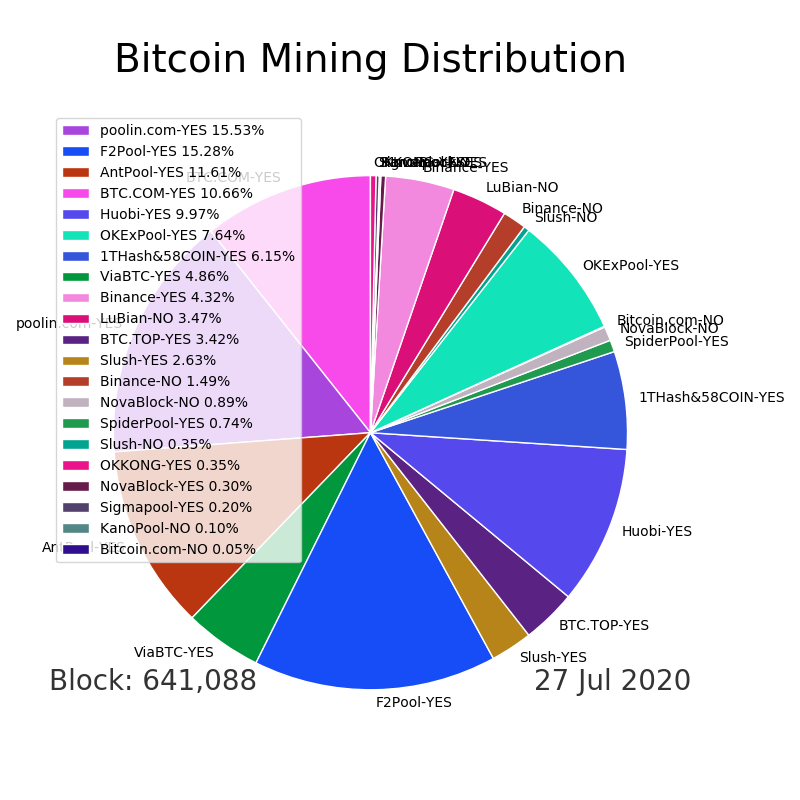 Bitcoin Mining Distribution
poolin.com-YES 15.53%
F2Pool-YES 15.28%
AntPool-YES 11.61%
BTC.COM-YES 10.66%
Huobi-YES 9.97%
OKExPool-YES 7.64%
1THash&58COIN-YES 6.15%
ViaBTC-YES 4.86%
Binance-YES 4.32%
LuBian-NO 3.47%
BTC.TOP-YES 3.42%
Slush-YES 2.63%
Binance-NO 1.49%
NovaBlock-NO 0.89%
SpiderPool-YES 0.74%
Slush-NO 0.35%
OKKONG-YES 0.35%
NovaBlock-YES 0.30%
Sigmapool-YES 0.20%
KanoPool-NO 0.10%
Bitcoin.com-NO 0.05%
BTC.COM-YES
poolin.com-YES
AntPool-YES
ViaBTC-YES
F2Pool-YES
Slush-YES
BTC.TOP-YES
Huobi-YES
1THash&58COIN-YES
SpiderPool-YES
NovaBlock-NO
Bitcoin.com-NO
OKExPool-YES
Slush-NO
Binance-NO
LuBian-NO
Binance-YES
Block: 641,088
27 Jul 2020